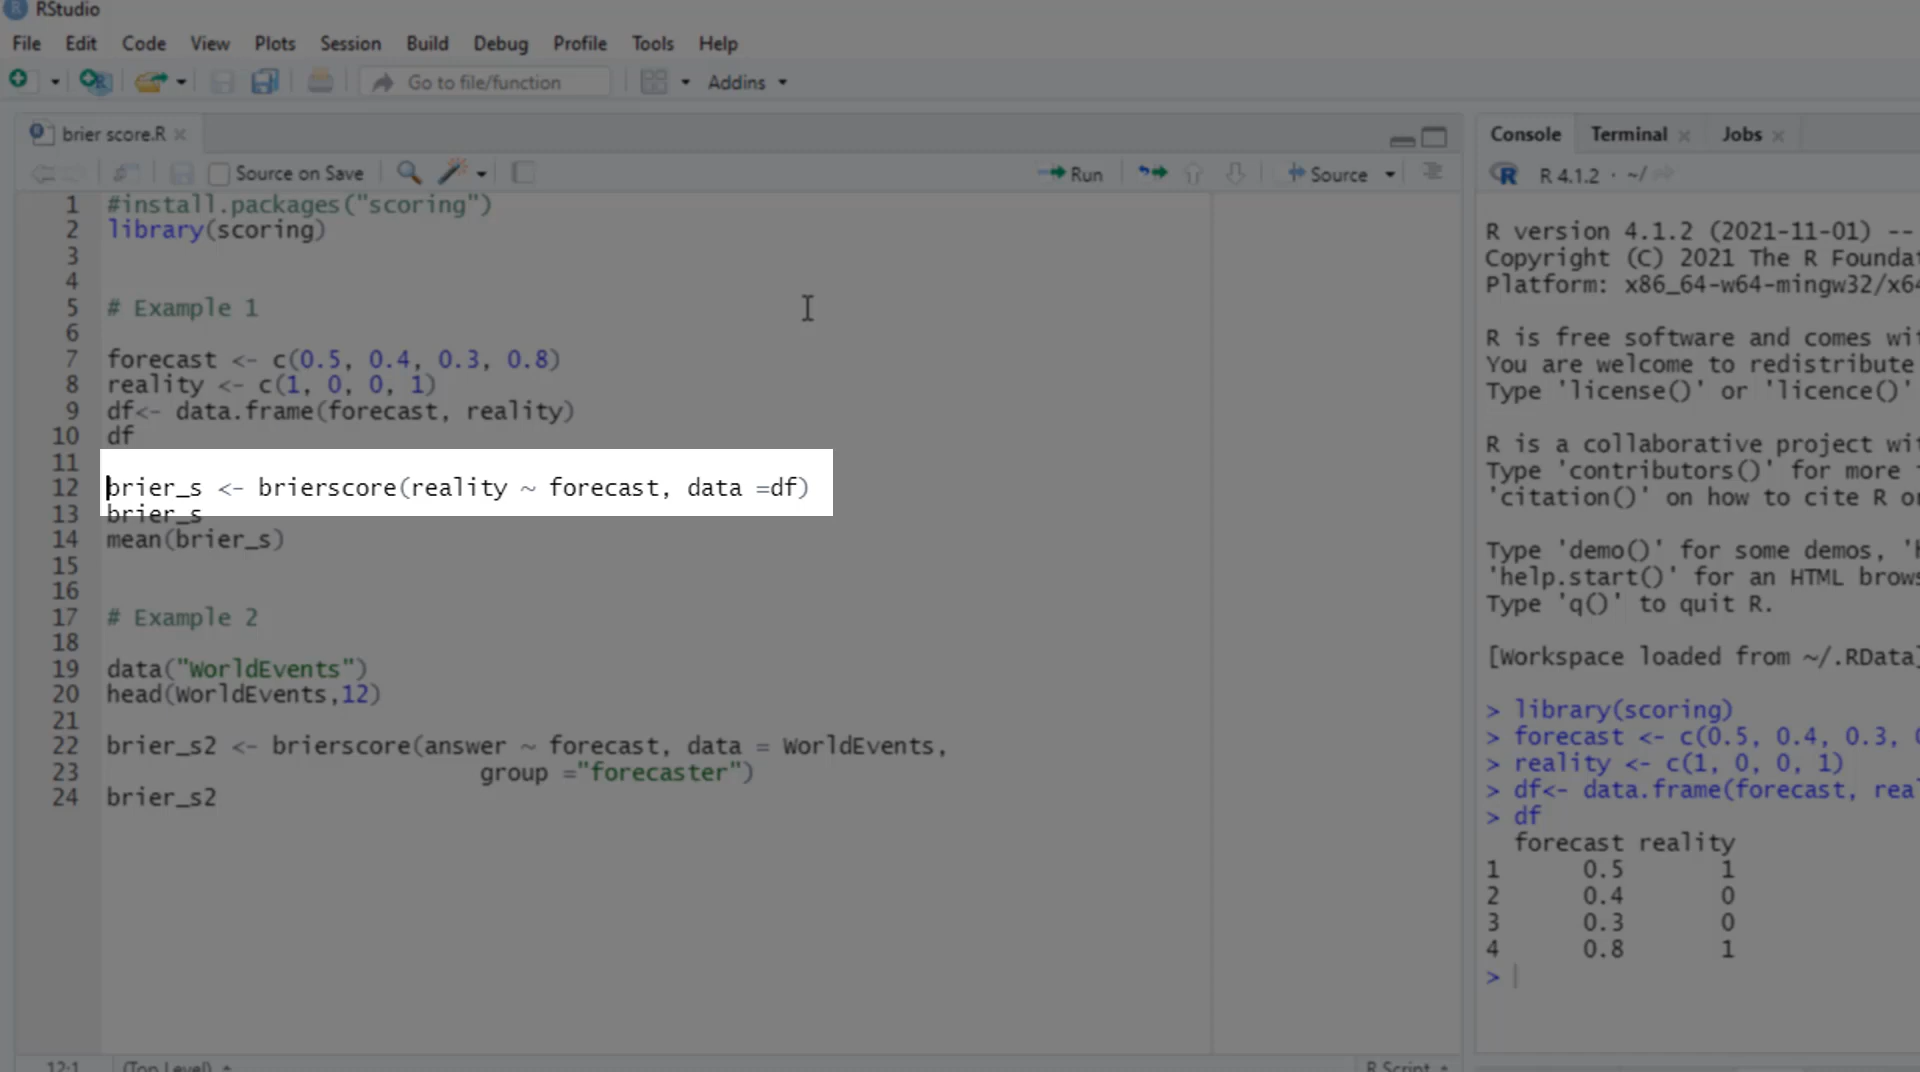 RStudio
File Edit Code View Plots Session Build Debug Profile Tools Help
Go to file/function Addins
brier score.R
Source on Save Run Source
1 #install.packages("scoring")
2 library(scoring)
3
4
5 # Example 1
6
7 forecast <- c(0.5, 0.4, 0.3, 0.8)
8 reality <- c(1, 0, 0, 1)
9 df<- data.frame(forecast, reality)
10 df
11
12 brier_s <- brierscore(reality ~ forecast, data =df)
13 brier_s
14 mean(brier_s)
15
16
17 # Example 2
18
19 data("WorldEvents")
20 head(WorldEvents,12)
21
22 brier_s2 <- brierscore(answer ~ forecast, data = WorldEvents,
23 group ="forecaster")
24 brier_s2
12:1 (Top Level) R Script
Console Terminal Jobs
R 4.1.2 · ~/
R version 4.1.2 (2021-11-01) --
Copyright (C) 2021 The R
Platform: x86_64-w64-mingw32/
R is free software and comes
You are welcome to redistribute
Type 'license()' or 'licence()'
R is a collaborative project
Type 'contributors()' for more
'citation()' on how to cite R
Type 'demo()' for some demos,
'help.start()' for an HTML
Type 'q()' to quit R.
[Workspace loaded from ~/.RData]
> library(scoring)
> forecast <- c(0.5, 0.4, 0.3,
> reality <- c(1, 0, 0, 1)
> df<- data.frame(forecast,
> df
forecast reality
1 0.5 1
2 0.4 0
3 0.3 0
4 0.8 1
>